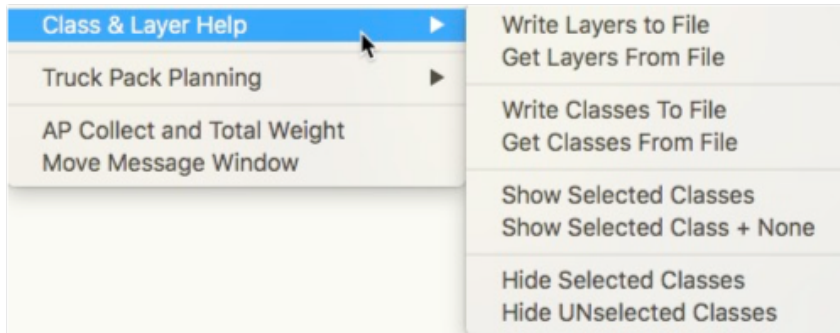 Class & Layer Help
Truck Pack Planning
AP Collect and Total Weight
Move Message Window
Write Layers to File
Get Layers From File
Write Classes To File
Get Classes From File
Show Selected Classes
Show Selected Class + None
Hide Selected Classes
Hide UNselected Classes